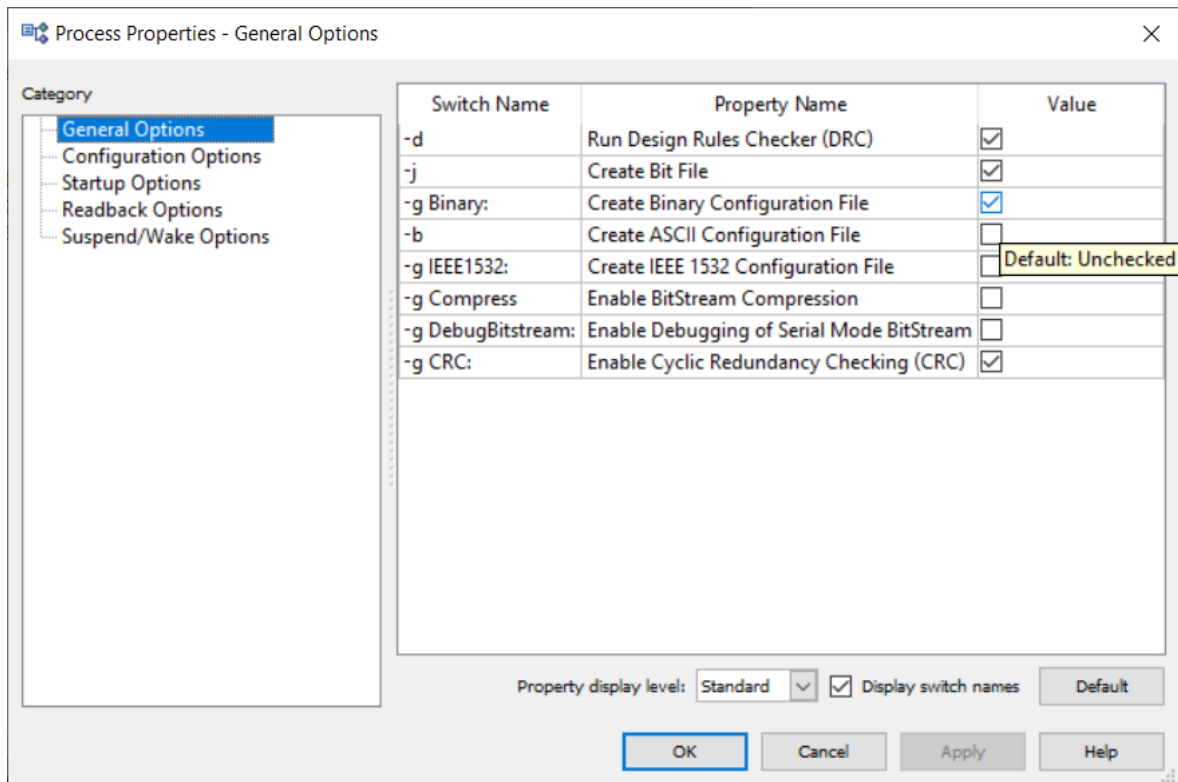 Process Properties - General Options
Category
General Options
Configuration Options
Startup Options
Readback Options
Suspend/Wake Options
Switch Name Property Name Value
-d Run Design Rules Checker (DRC)
-j Create Bit File
-g Binary: Create Binary Configuration File
-b Create ASCII Configuration File
Default: Unchecked
-g IEEE1532: Create IEEE 1532 Configuration File
-g Compress Enable BitStream Compression
-g DebugBitstream: Enable Debugging of Serial Mode BitStream
-g CRC: Enable Cyclic Redundancy Checking (CRC)
Property display level: Standard Display switch names Default
OK Cancel Apply Help